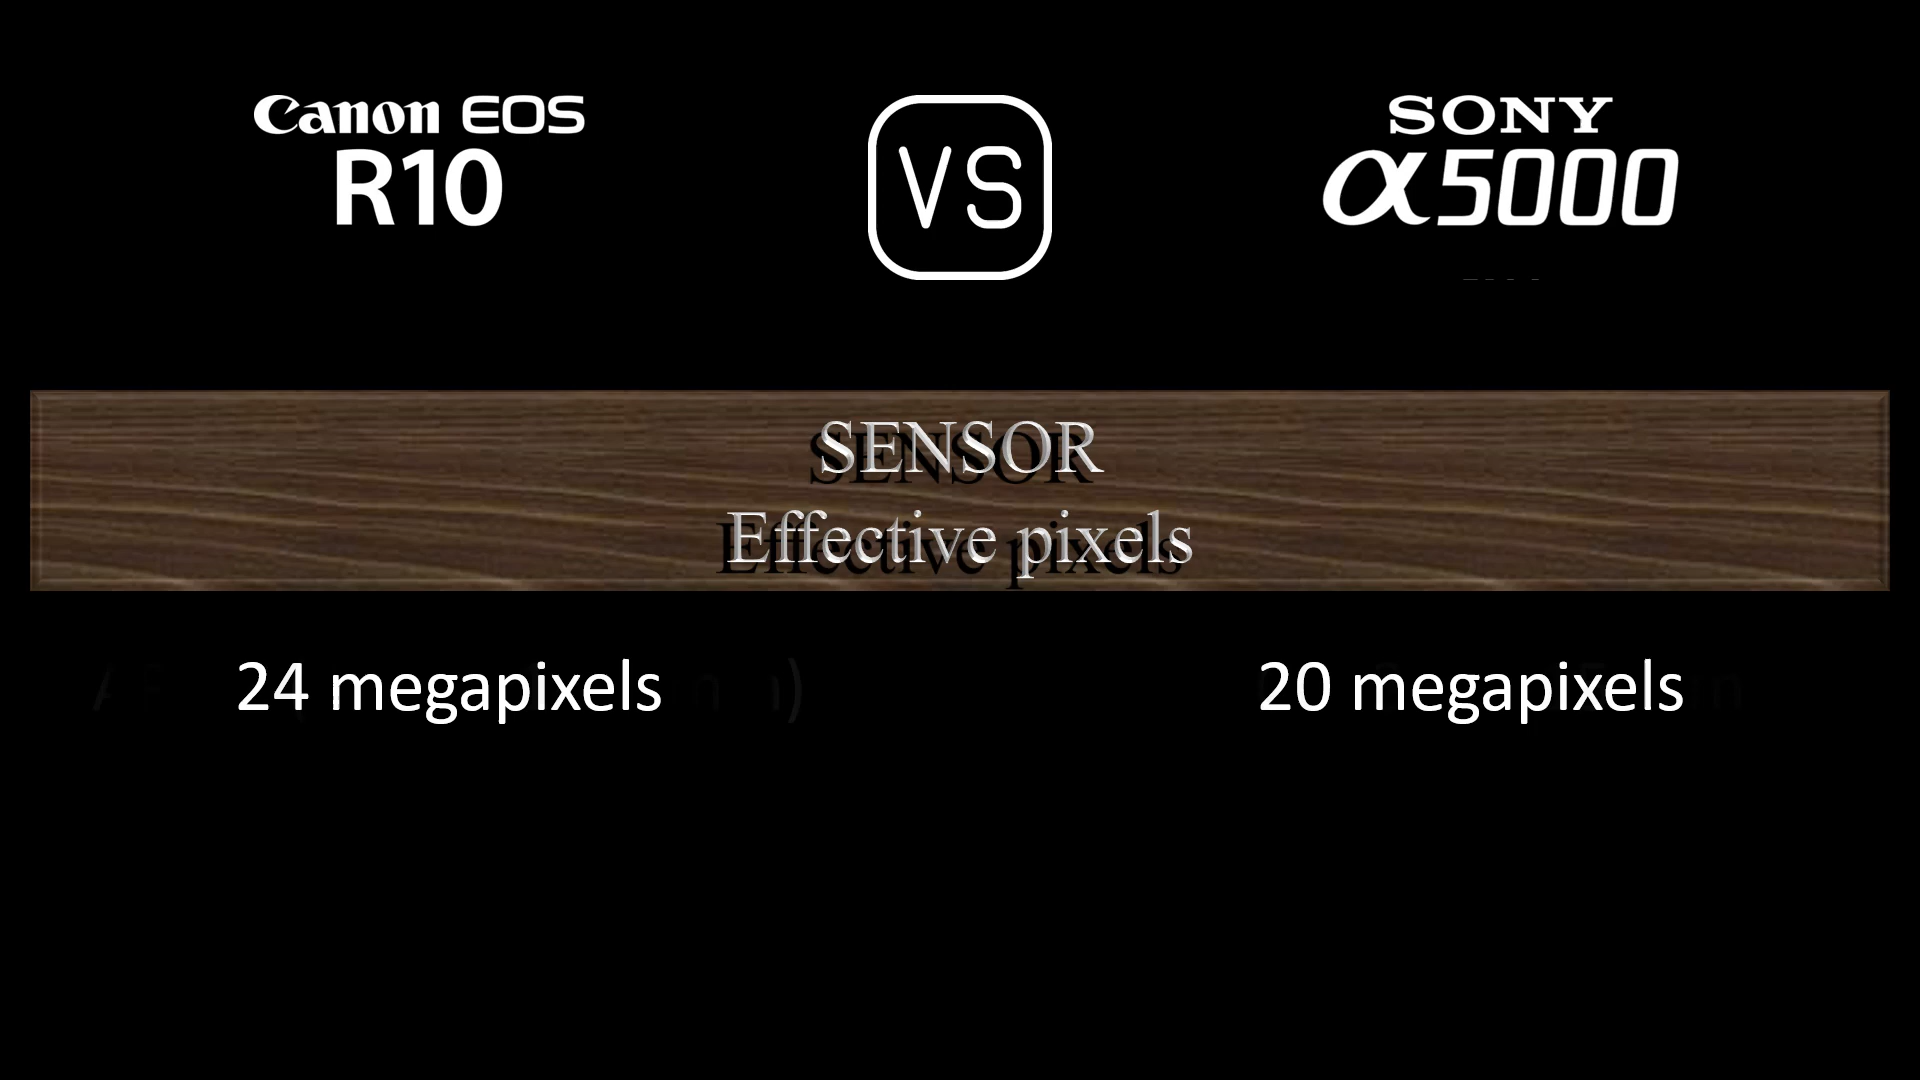 Canon EOS
R10
VS
SONY
α5000
SENSOR
Effective pixels
24 megapixels
20 megapixels